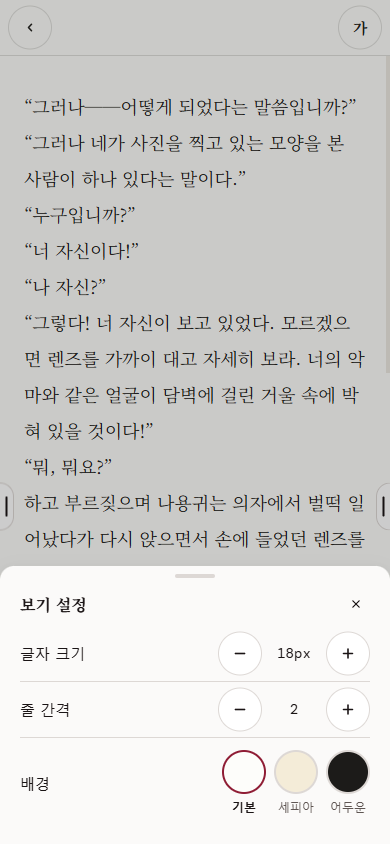 가
“그러나──어떻게 되었다는 말씀입니까?”
“그러나 네가 사진을 찍고 있는 모양을 본
사람이 하나 있다는 말이다.”
“누구입니까?”
“너 자신이다!”
“나 자신?”
“그렇다! 너 자신이 보고 있었다. 모르겠으
면 렌즈를 가까이 대고 자세히 보라. 너의 악
마와 같은 얼굴이 담벽에 걸린 거울 속에 박
혀 있을 것이다!”
“뭐, 뭐요?”
하고 부르짖으며 나용귀는 의자에서 벌떡 일
어났다가 다시 앉으면서 손에 들었던 렌즈를
보기 설정
글자 크기 − 18px +
줄 간격 − 2 +
배경
기본 세피아 어두운